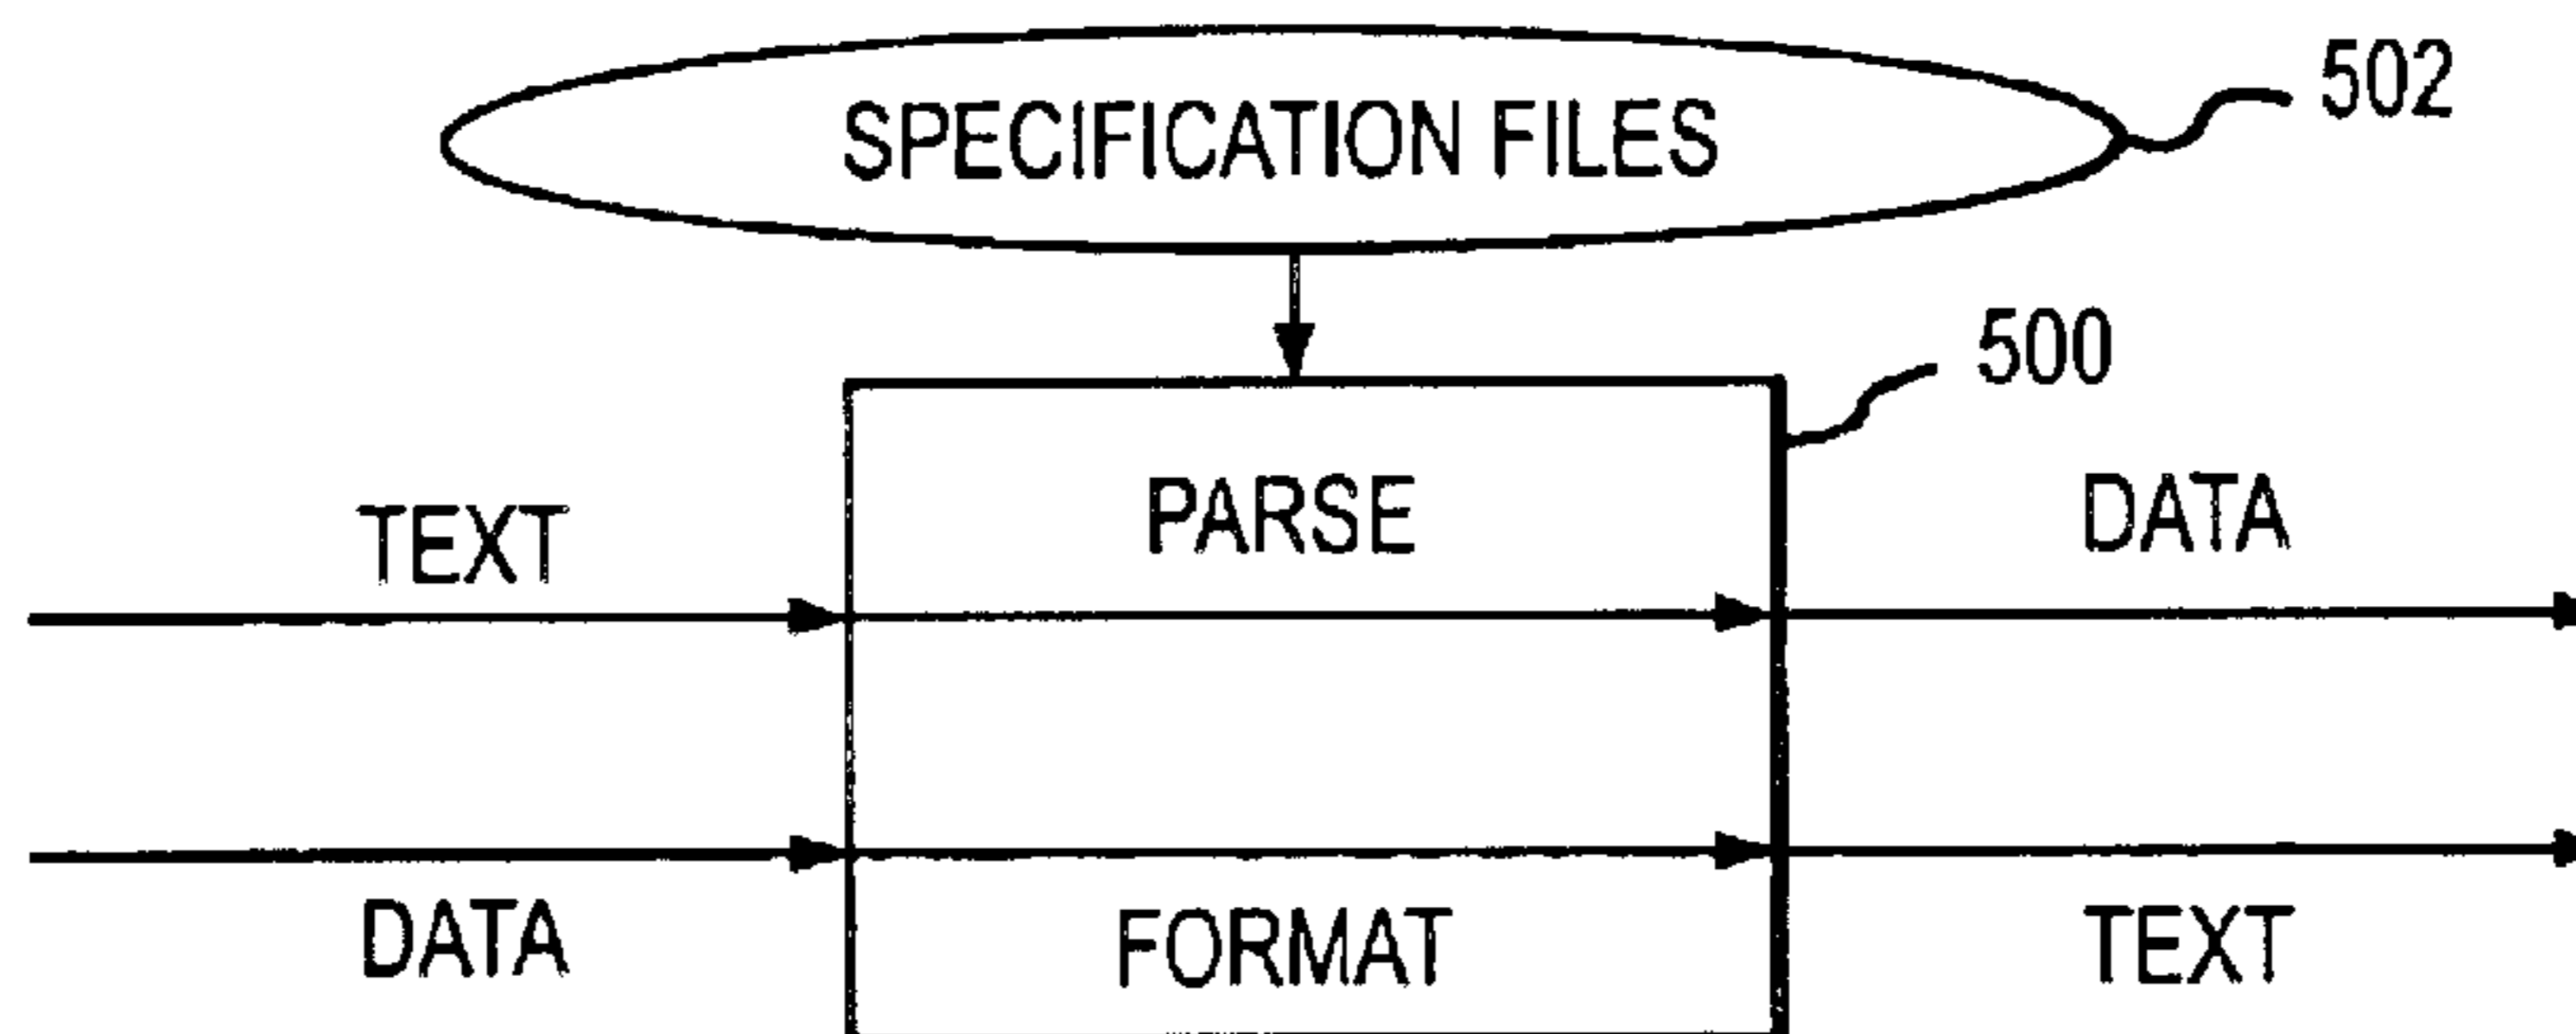 SPECIFICATION FILES
502
500
TEXT
PARSE
DATA
DATA
FORMAT
TEXT